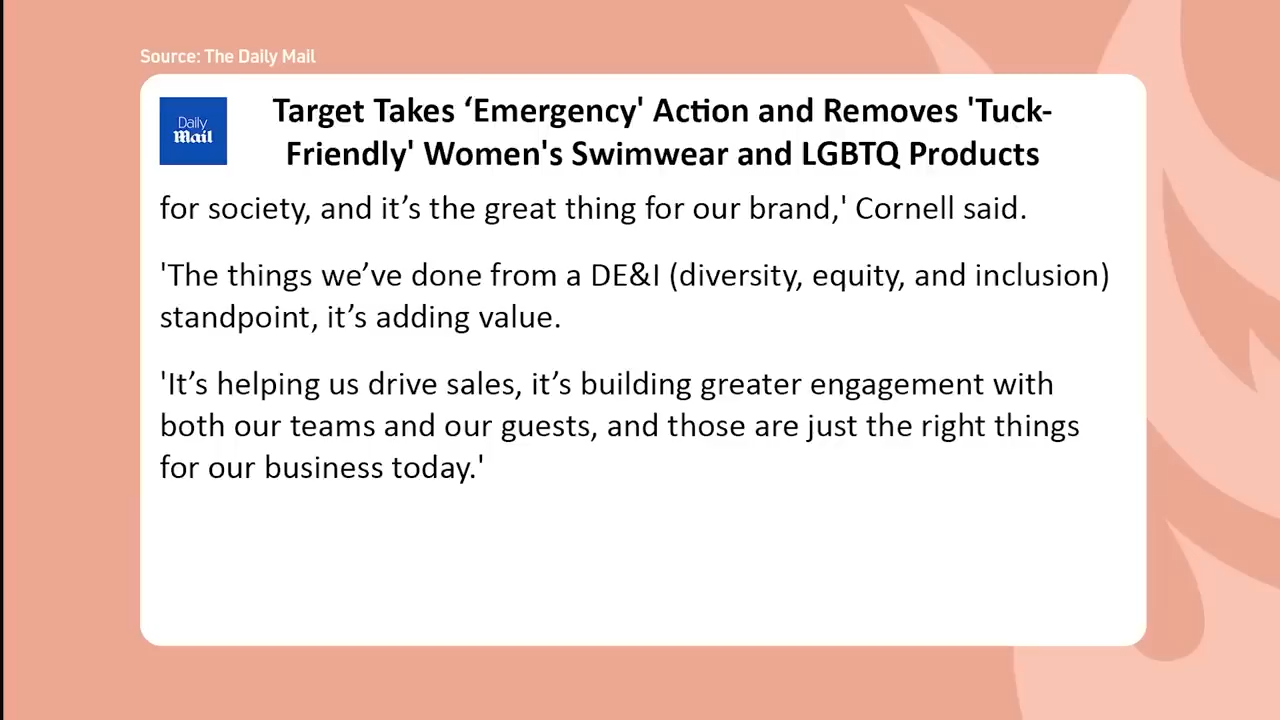 Source: The Daily Mail
Daily
Mail
Target Takes ‘Emergency' Action and Removes 'Tuck-
Friendly' Women's Swimwear and LGBTQ Products
for society, and it’s the great thing for our brand,' Cornell said.
'The things we’ve done from a DE&I (diversity, equity, and inclusion)
standpoint, it’s adding value.
'It’s helping us drive sales, it’s building greater engagement with
both our teams and our guests, and those are just the right things
for our business today.'